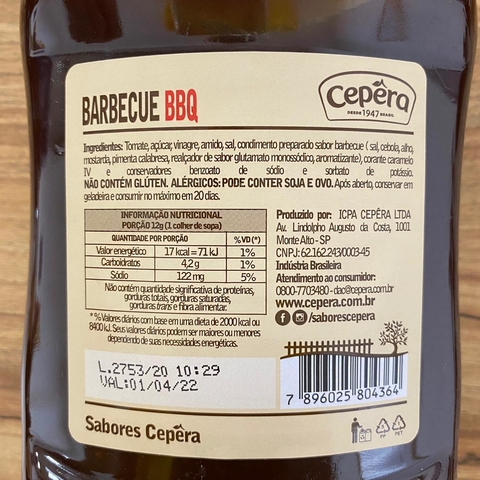 BARBECUE BBQ
Cepêra
DESDE 1947 BRASIL
Ingredientes: Tomate, açúcar, vinagre, amido, sal, condimento preparado sabor barbecue ( sal, cebola, alho,
mostarda, pimenta calabresa, realçador de sabor glutamato monossódico, aromatizante), corante caramelo
IV e conservadores benzoato de sódio e sorbato de potássio.
NÃO CONTÉM GLÚTEN. ALÉRGICOS: PODE CONTER SOJA E OVO. Após aberto, conservar em
geladeira e consumir no máximo em 20 dias.
INFORMAÇÃO NUTRICIONAL
PORÇÃO 12g (1 colher de sopa)
QUANTIDADE POR PORÇÃO %VD(*)
Valor energético 17 kcal = 71 kJ 1%
Carboidratos 4,2 g 1%
Sódio 122 mg 5%
Não contém quantidade significativa de proteínas,
gorduras totais, gorduras saturadas,
gorduras trans e fibra alimentar.
*% Valores diários com base em uma dieta de 2000 kcal ou
8400 kJ. Seus valores diários podem ser maiores ou menores
dependendo de suas necessidades energéticas.
Produzido por: ICPA CEPÊRA LTDA
Av. Lindolpho Augusto da Costa, 1001
Monte Alto - SP
CNPJ: 62.162.243/0003-45
Indústria Brasileira
Atendimento ao consumidor:
0800-7703480 - dac@cepera.com.br
www.cepera.com.br
/saborescepera
L.2753/20 10:29
VAL:01/04/22
7 896025 804364
Sabores Cepêra
PP PET